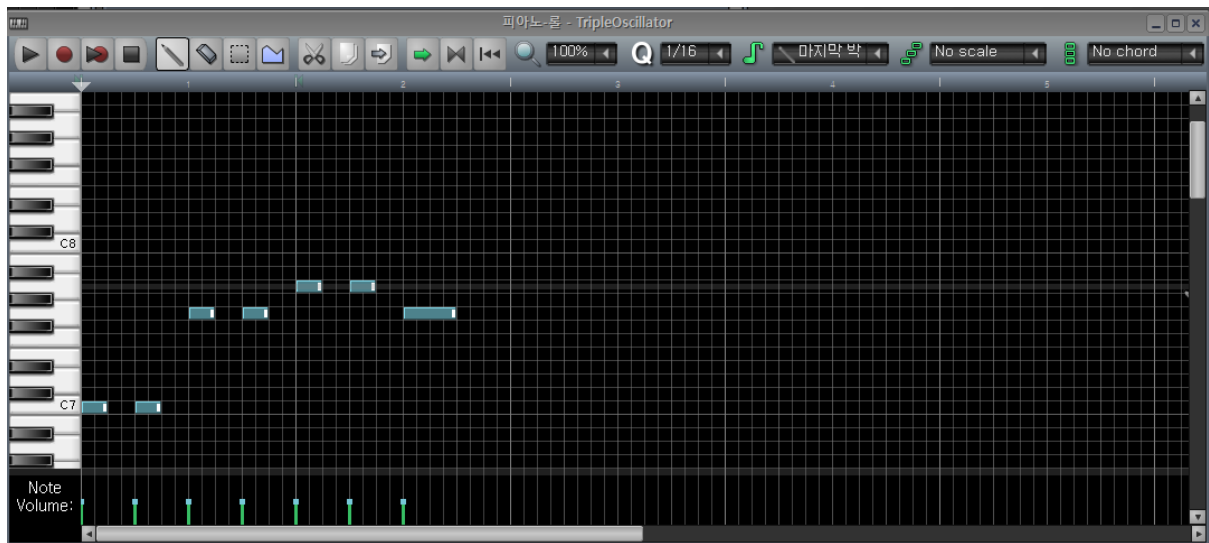 피아노-롤 - TripleOscillator
100% Q 1/16 마지막 박 No scale No chord
1 2 3 4 5
C8
C7
Note
Volume: